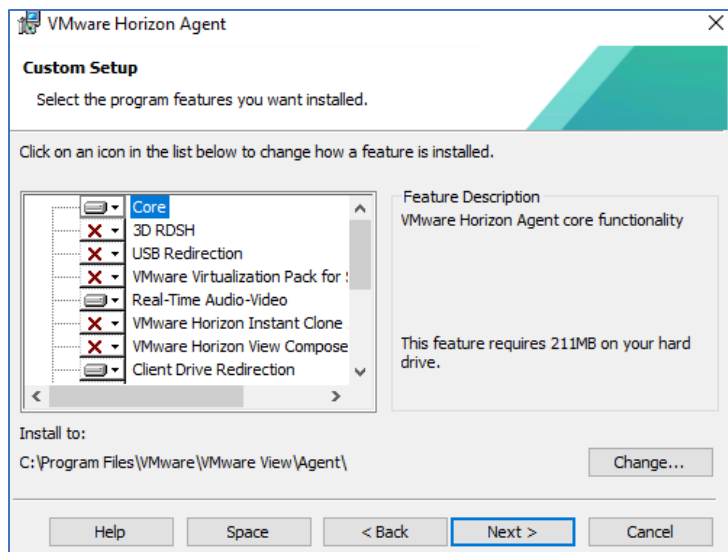 VMware Horizon Agent
Custom Setup
Select the program features you want installed.
Click on an icon in the list below to change how a feature is installed.
Core
3D RDSH
USB Redirection
VMware Virtualization Pack for
Real-Time Audio-Video
VMware Horizon Instant Clone
VMware Horizon View Compose
Client Drive Redirection
Feature Description
VMware Horizon Agent core functionality
This feature requires 211MB on your hard
drive.
Install to:
C:\Program Files\VMware\VMware View\Agent\
Change...
Help
Space
< Back
Next >
Cancel